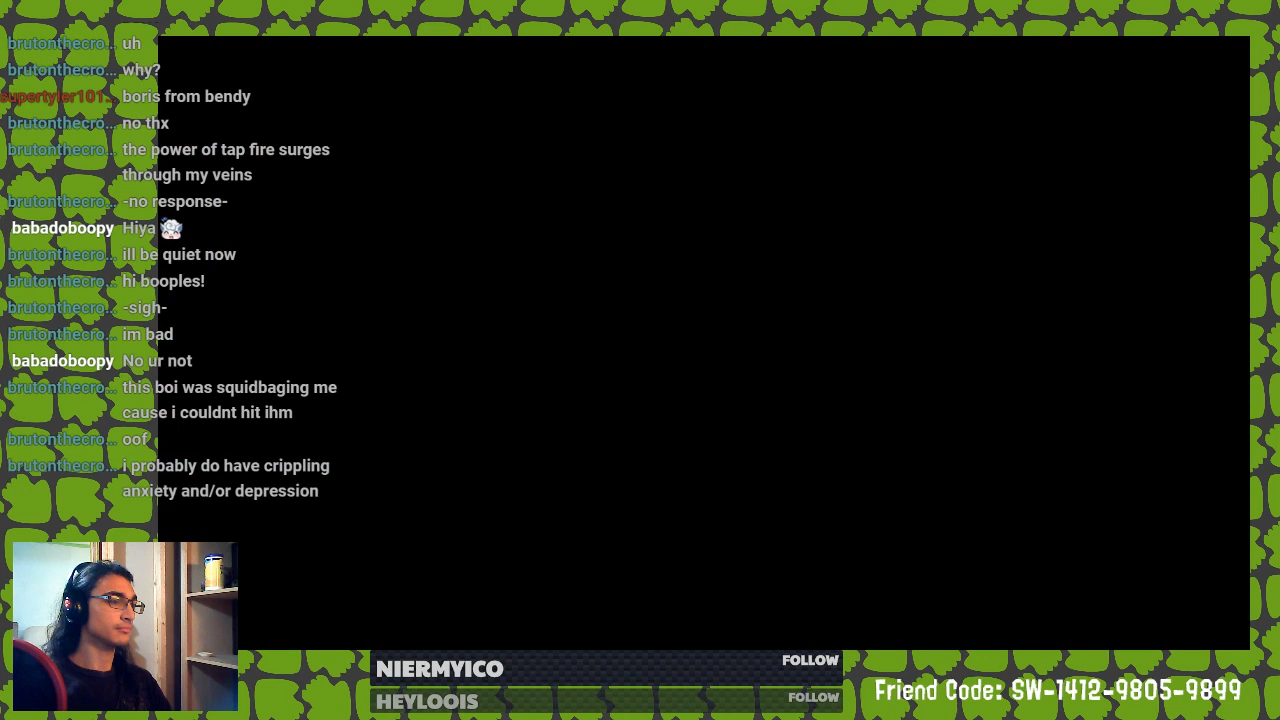 brutonthecro... uh
brutonthecro... why?
supertyler101... boris from bendy
brutonthecro... no thx
brutonthecro... the power of tap fire surges
through my veins
brutonthecro... -no response-
babadoboopy Hiya
brutonthecro... ill be quiet now
brutonthecro... hi booples!
brutonthecro... -sigh-
brutonthecro... im bad
babadoboopy No ur not
brutonthecro... this boi was squidbaging me
cause i couldnt hit ihm
brutonthecro... oof
brutonthecro... i probably do have crippling
anxiety and/or depression
NIERMYICO FOLLOW
HEYLOOIS FOLLOW
Friend Code: SW-1412-9805-9899